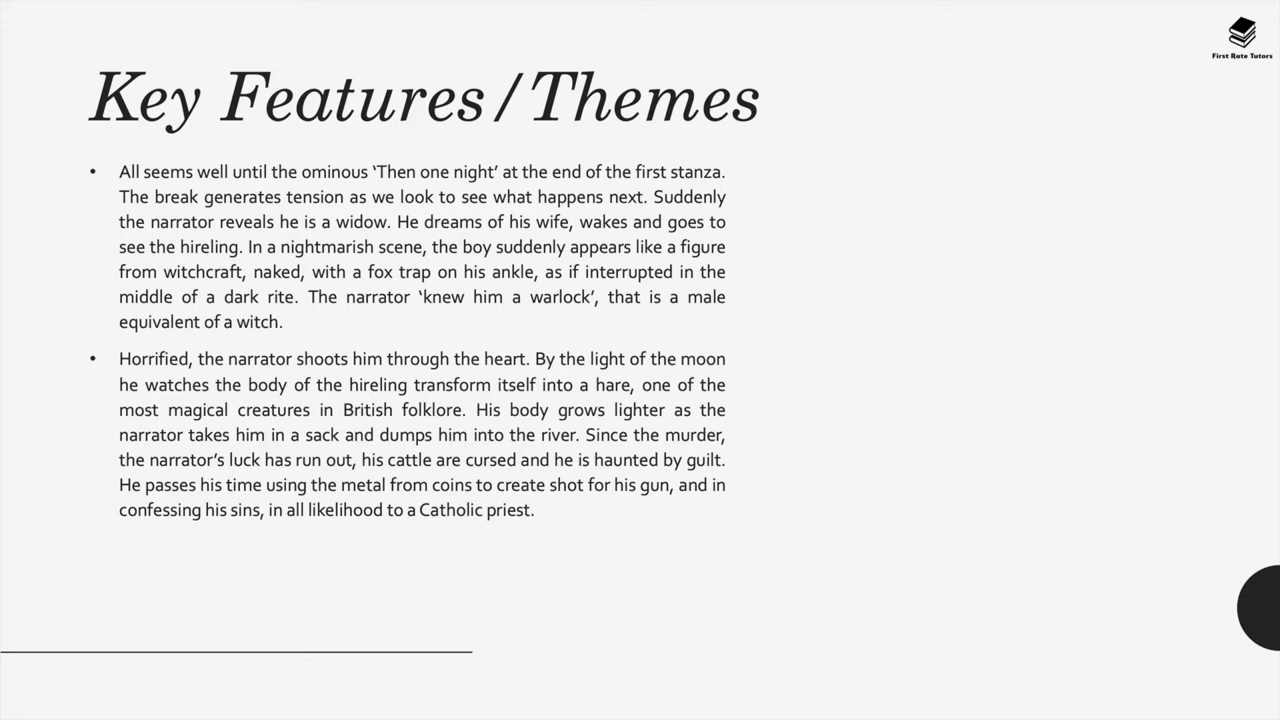 First Rate Tutors
Key Features/Themes
• All seems well until the ominous ‘Then one night’ at the end of the first stanza.
The break generates tension as we look to see what happens next. Suddenly
the narrator reveals he is a widow. He dreams of his wife, wakes and goes to
see the hireling. In a nightmarish scene, the boy suddenly appears like a figure
from witchcraft, naked, with a fox trap on his ankle, as if interrupted in the
middle of a dark rite. The narrator ‘knew him a warlock’, that is a male
equivalent of a witch.
• Horrified, the narrator shoots him through the heart. By the light of the moon
he watches the body of the hireling transform itself into a hare, one of the
most magical creatures in British folklore. His body grows lighter as the
narrator takes him in a sack and dumps him into the river. Since the murder,
the narrator’s luck has run out, his cattle are cursed and he is haunted by guilt.
He passes his time using the metal from coins to create shot for his gun, and in
confessing his sins, in all likelihood to a Catholic priest.